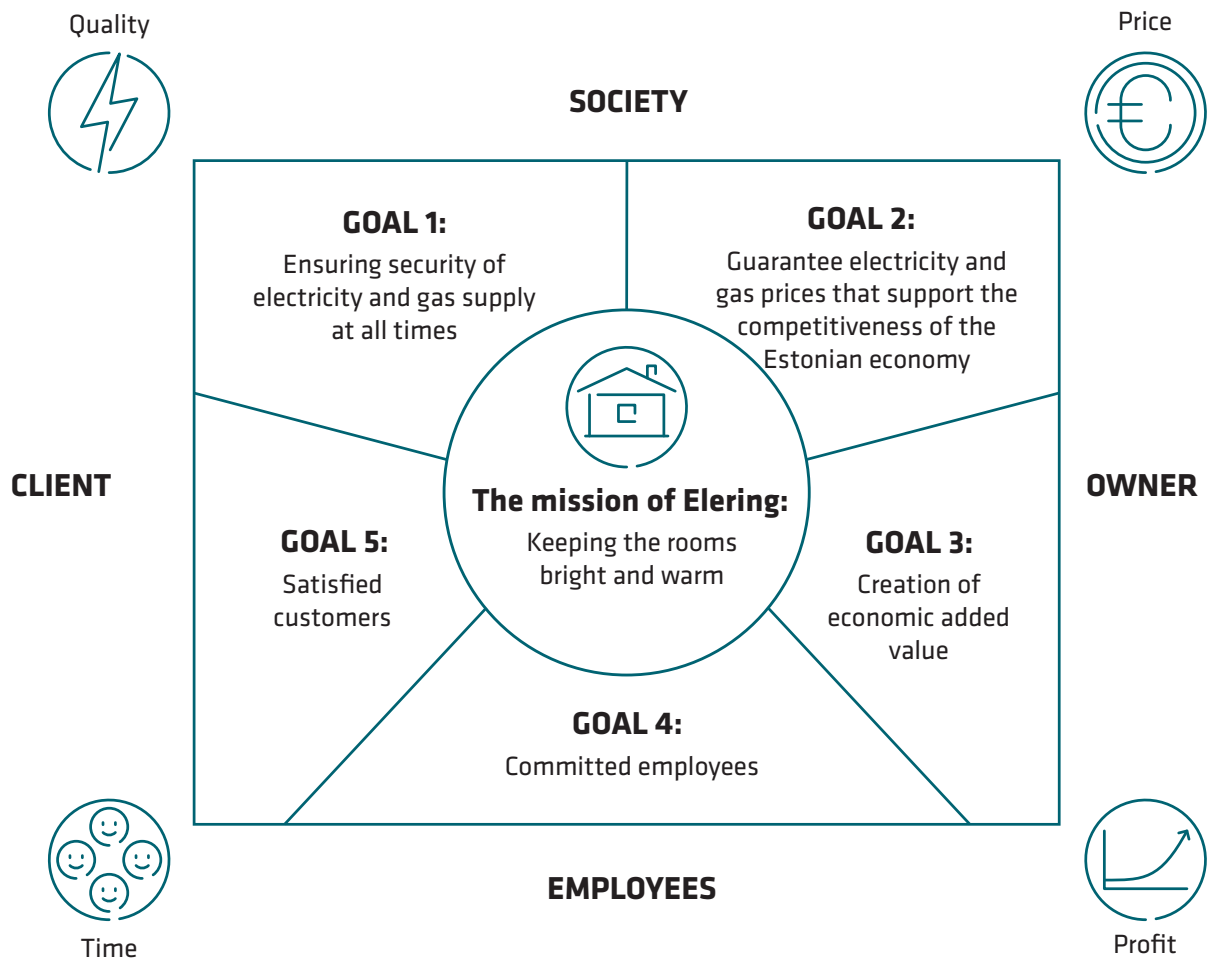 Quality
Price
SOCIETY
GOAL 1:
Ensuring security of
electricity and gas supply
at all times
GOAL 2:
Guarantee electricity and
gas prices that support the
competitiveness of the
Estonian economy
CLIENT
The mission of Elering:
Keeping the rooms
bright and warm
OWNER
GOAL 5:
Satisfied
customers
GOAL 3:
Creation of
economic added
value
GOAL 4:
Committed employees
EMPLOYEES
Time
Profit